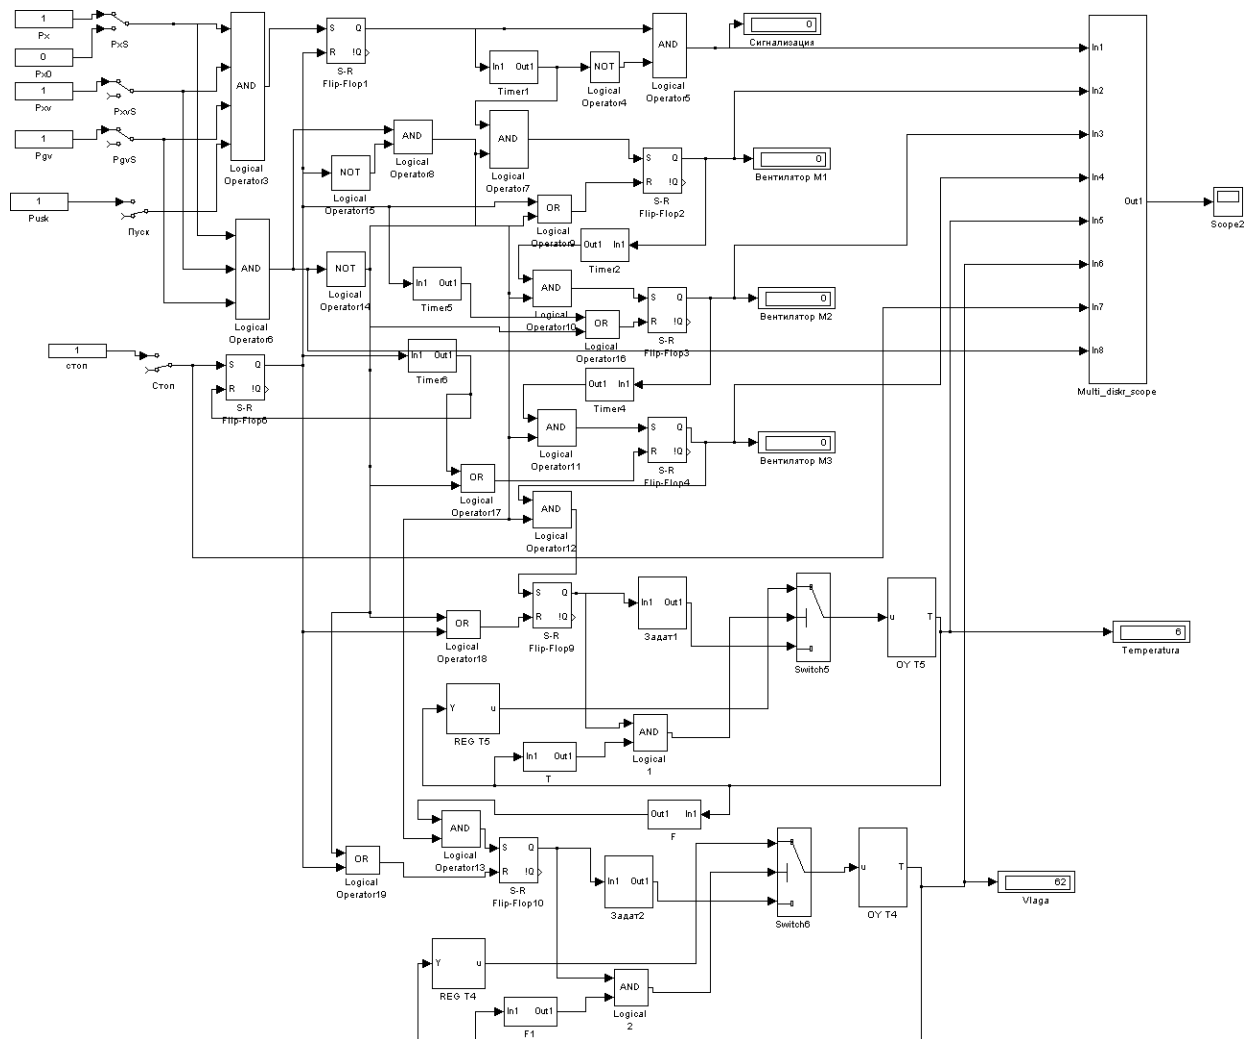 1
Px
PxS
0
Px0
1
Pxv
PxvS
1
Pgv
PgvS
1
Pusk
Пуск
AND
Logical
Operator3
S Q
R !Q
S-R
Flip-Flop1
In1 Out1
Timer1
NOT
Logical
Operator4
AND
Logical
Operator5
0
Сигнализация
AND
Logical
Operator8
NOT
Logical
Operator15
AND
Logical
Operator7
S Q
R !Q
S-R
Flip-Flop2
0
Вентилятор М1
OR
Logical
Operator9
Out1 In1
Timer2
AND
Logical
Operator6
NOT
Logical
Operator14
In1 Out1
Timer5
AND
Logical
Operator10
OR
Logical
Operator16
S Q
R !Q
S-R
Flip-Flop3
0
Вентилятор М2
1
стоп
Стоп
S Q
R !Q
S-R
Flip-Flop6
In1 Out1
Timer6
Out1 In1
Timer4
AND
Logical
Operator11
S Q
R !Q
S-R
Flip-Flop4
0
Вентилятор М3
OR
Logical
Operator17
AND
Logical
Operator12
In1
In2
In3
In4
In5
In6
In7
In8
Out1
Multi_diskr_scope
Scope2
OR
Logical
Operator18
S Q
R !Q
S-R
Flip-Flop9
In1 Out1
Задат1
Switch5
u T
OY T5
6
Temperatura
Y u
REG T5
In1 Out1
T
AND
Logical
1
Out1 In1
F
AND
Logical
Operator13
OR
Logical
Operator19
S Q
R !Q
S-R
Flip-Flop10
In1 Out1
Задат2
Switch6
u T
OY T4
62
Vlaga
Y u
REG T4
In1 Out1
F1
AND
Logical
2